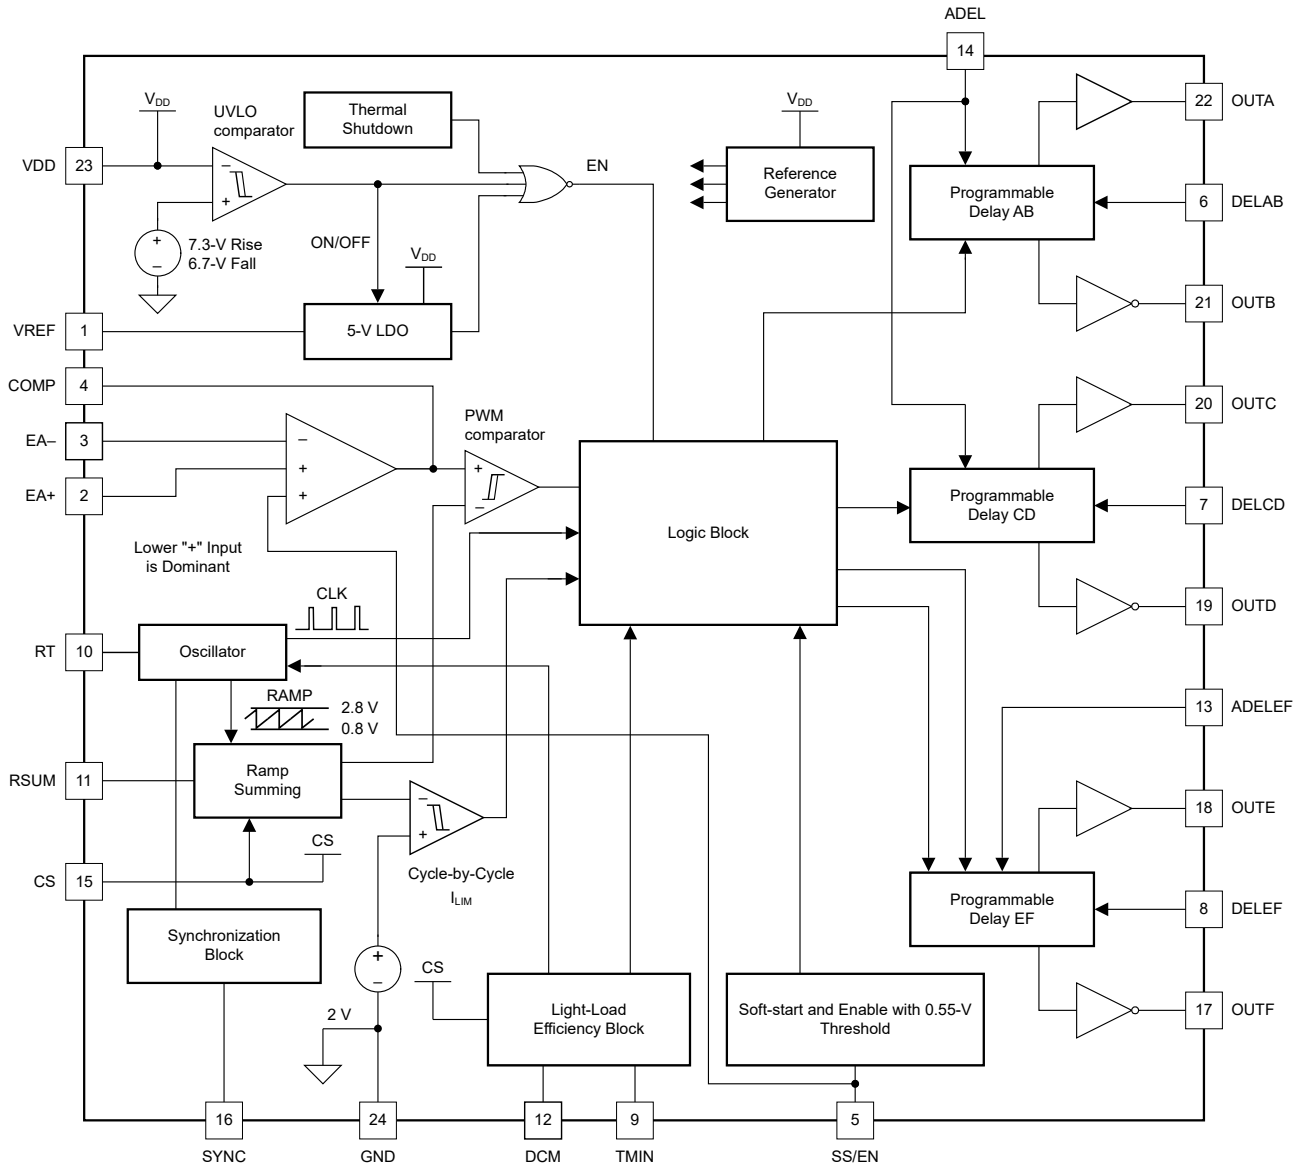 ADEL
14
V_DD
UVLO
comparator
Thermal
Shutdown
V_DD
22
OUTA
VDD
23
−
+
EN
Reference
Generator
Programmable
Delay AB
6
DELAB
+
−
7.3-V Rise
6.7-V Fall
ON/OFF
V_DD
21
OUTB
VREF
1
5-V LDO
COMP
4
20
OUTC
EA–
3
−
PWM
comparator
EA+
2
+
+
+
−
Programmable
Delay CD
7
DELCD
Logic Block
Lower "+" Input
is Dominant
CLK
19
OUTD
RT
10
Oscillator
RAMP
2.8 V
0.8 V
13
ADELEF
RSUM
11
Ramp
Summing
−
+
18
OUTE
CS
CS
15
Cycle-by-Cycle
I_LIM
Programmable
Delay EF
8
DELEF
Synchronization
Block
+
−
CS
2 V
Light-Load
Efficiency Block
Soft-start and Enable with 0.55-V
Threshold
17
OUTF
16
24
12
9
5
SYNC
GND
DCM
TMIN
SS/EN